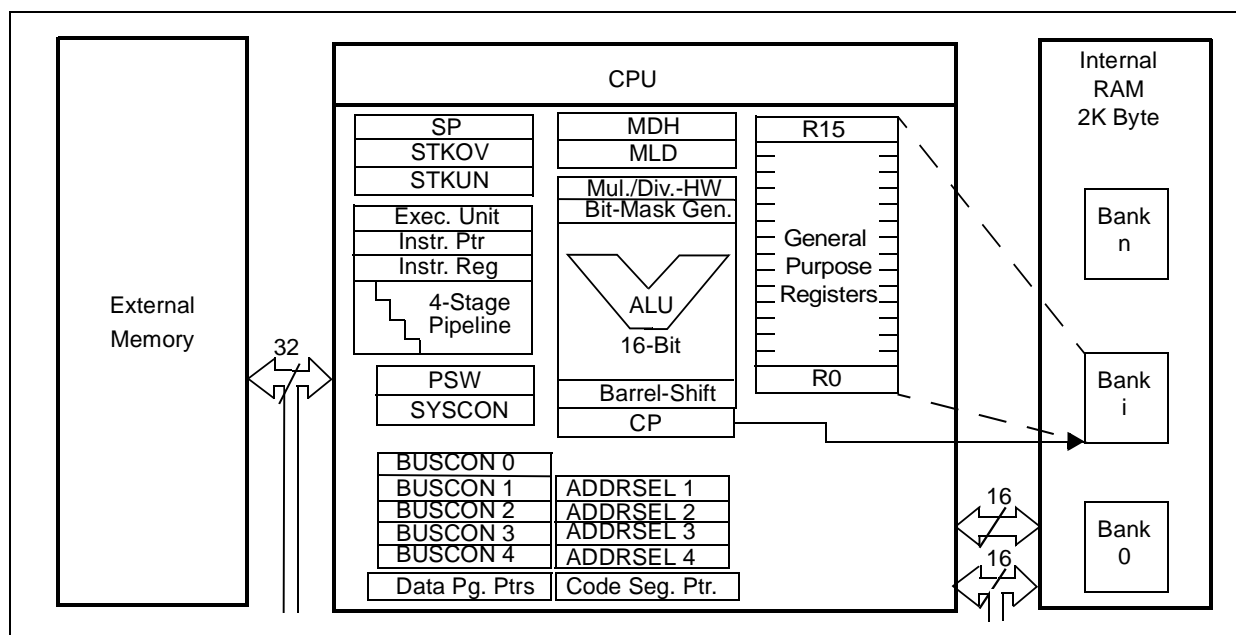 CPU
Internal
RAM
2K Byte
External
Memory
32
SP
STKOV
STKUN
Exec. Unit
Instr. Ptr
Instr. Reg
4-Stage
Pipeline
PSW
SYSCON
BUSCON 0
BUSCON 1
BUSCON 2
BUSCON 3
BUSCON 4
Data Pg. Ptrs
MDH
MLD
Mul./Div.-HW
Bit-Mask Gen.
ALU
16-Bit
Barrel-Shift
CP
ADDRSEL 1
ADDRSEL 2
ADDRSEL 3
ADDRSEL 4
Code Seg. Ptr.
R15
General
Purpose
Registers
R0
16
16
Bank
n
Bank
i
Bank
0